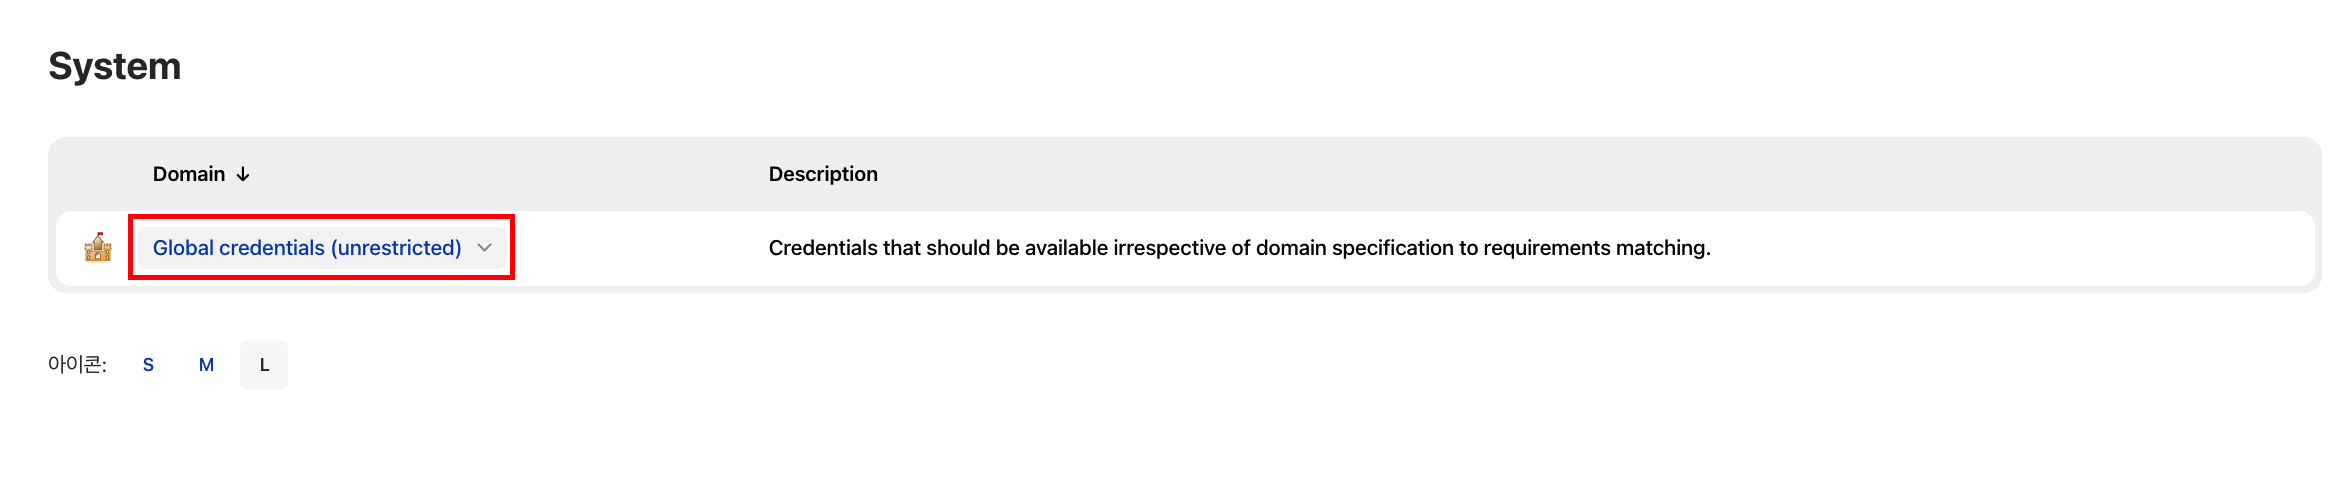 System
Domain ↓ Description
Global credentials (unrestricted) Credentials that should be available irrespective of domain specification to requirements matching.
아이콘: S M L